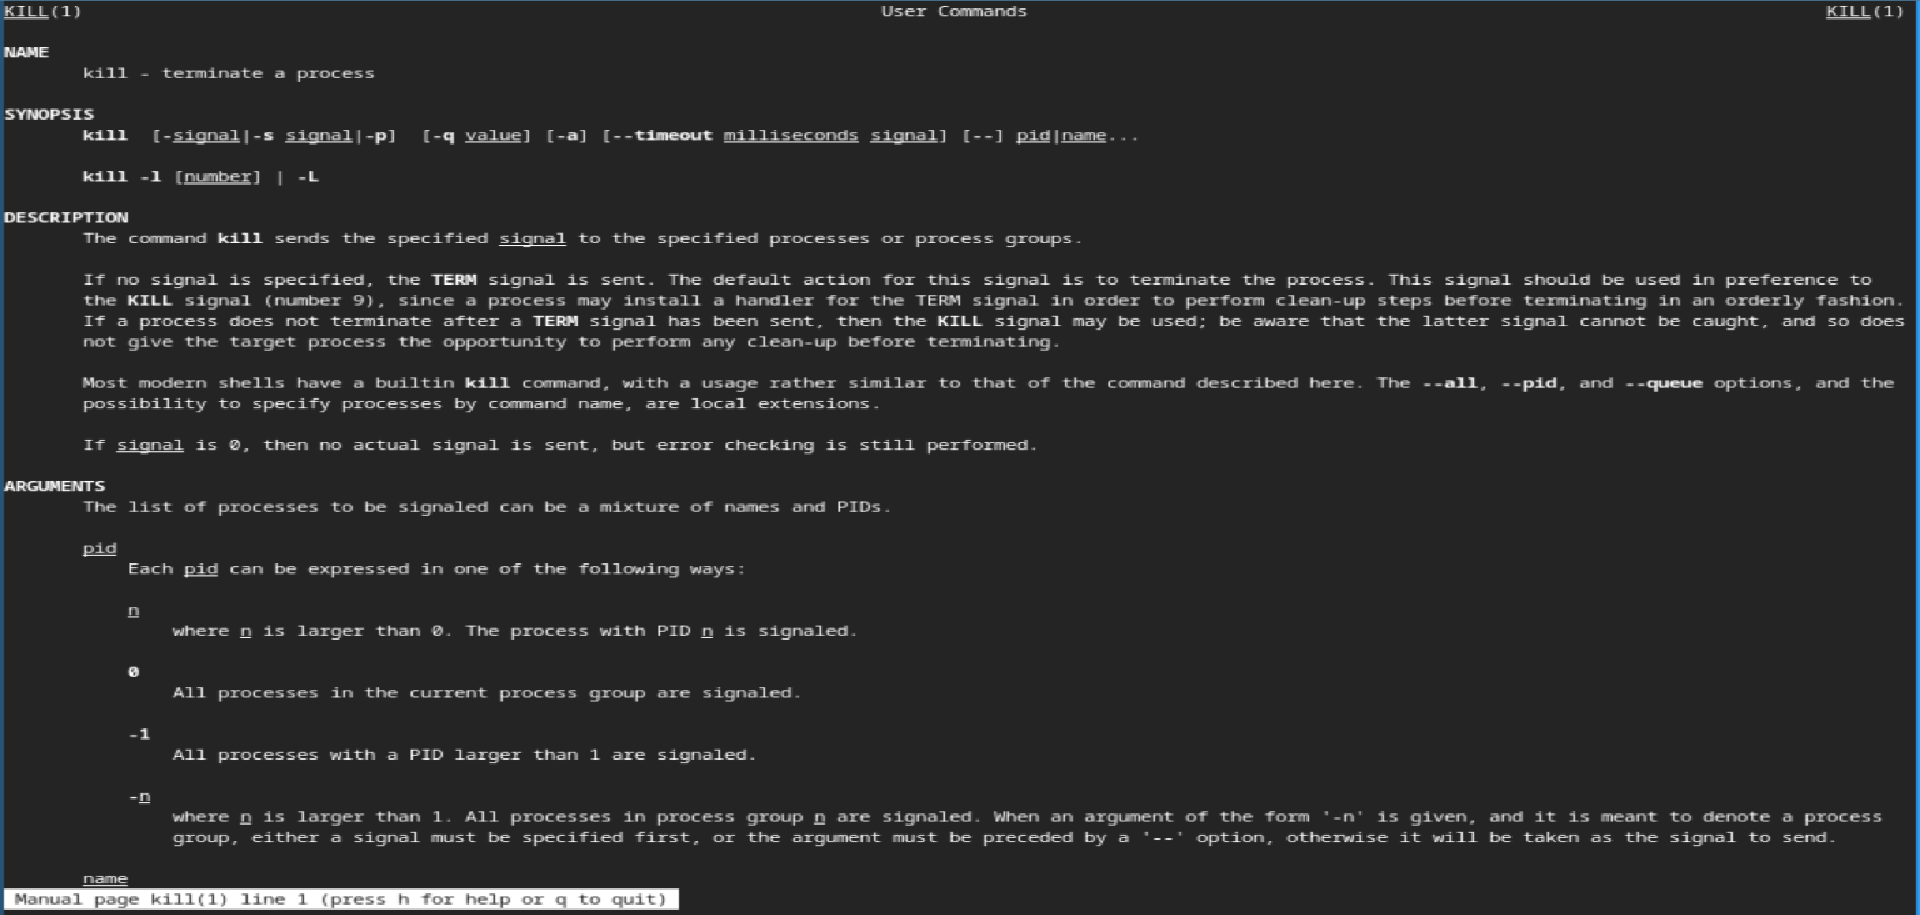 KILL(1) User Commands KILL(1)
NAME
kill - terminate a process
SYNOPSIS
kill [-signal|-s signal|-p] [-q value] [-a] [--timeout milliseconds signal] [--] pid|name...
kill -l [number] | -L
DESCRIPTION
The command kill sends the specified signal to the specified processes or process groups.
If no signal is specified, the TERM signal is sent. The default action for this signal is to terminate the process. This signal should be used in preference to
the KILL signal (number 9), since a process may install a handler for the TERM signal in order to perform clean-up steps before terminating in an orderly fashion.
If a process does not terminate after a TERM signal has been sent, then the KILL signal may be used; be aware that the latter signal cannot be caught, and so does
not give the target process the opportunity to perform any clean-up before terminating.
Most modern shells have a builtin kill command, with a usage rather similar to that of the command described here. The --all, --pid, and --queue options, and the
possibility to specify processes by command name, are local extensions.
If signal is 0, then no actual signal is sent, but error checking is still performed.
ARGUMENTS
The list of processes to be signaled can be a mixture of names and PIDs.
pid
Each pid can be expressed in one of the following ways:
n
where n is larger than 0. The process with PID n is signaled.
0
All processes in the current process group are signaled.
-1
All processes with a PID larger than 1 are signaled.
-n
where n is larger than 1. All processes in process group n are signaled. When an argument of the form '-n' is given, and it is meant to denote a process
group, either a signal must be specified first, or the argument must be preceded by a '--' option, otherwise it will be taken as the signal to send.
name
Manual page kill(1) line 1 (press h for help or q to quit)